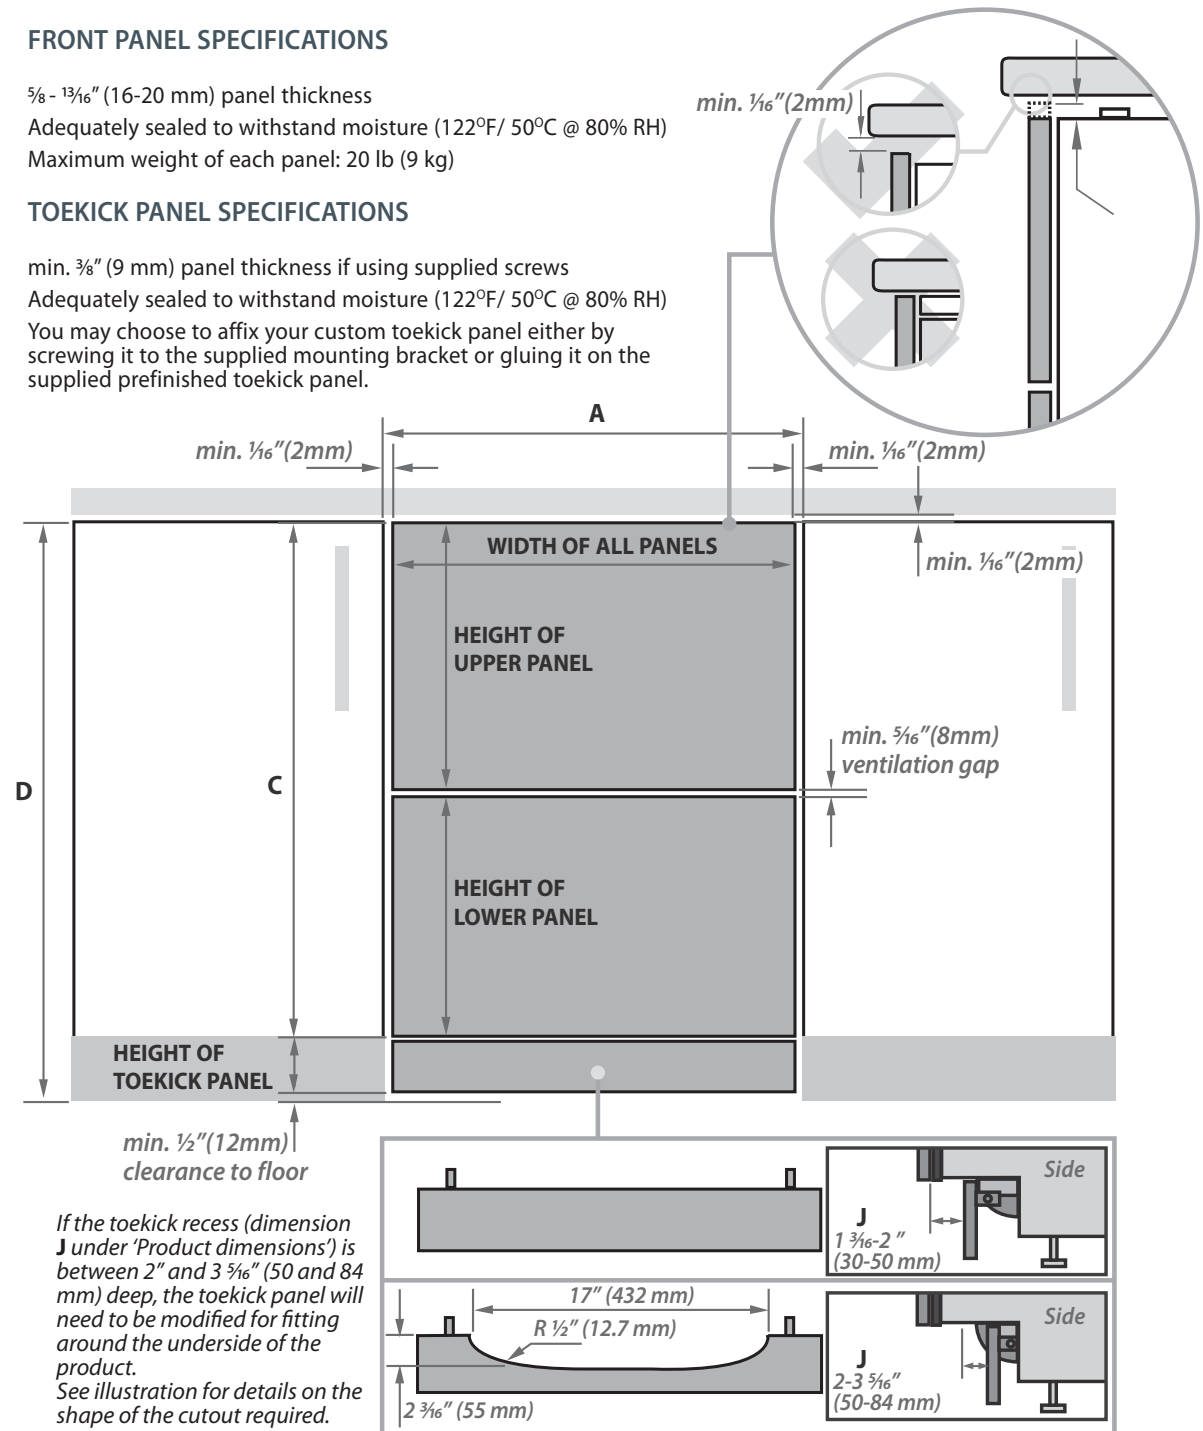 FRONT PANEL SPECIFICATIONS
⅝ - ¹³⁄₁₆” (16-20 mm) panel thickness
Adequately sealed to withstand moisture (122ᴼF/ 50ᴼC @ 80% RH)
Maximum weight of each panel: 20 lb (9 kg)
TOEKICK PANEL SPECIFICATIONS
min. ⅜” (9 mm) panel thickness if using supplied screws
Adequately sealed to withstand moisture (122ᴼF/ 50ᴼC @ 80% RH)
You may choose to affix your custom toekick panel either by
screwing it to the supplied mounting bracket or gluing it on the
supplied prefinished toekick panel.
min. ¹⁄₁₆”(2mm)
A
min. ¹⁄₁₆”(2mm)
min. ¹⁄₁₆”(2mm)
WIDTH OF ALL PANELS
min. ¹⁄₁₆”(2mm)
HEIGHT OF
UPPER PANEL
min. ⁵⁄₁₆”(8mm)
ventilation gap
D
C
HEIGHT OF
LOWER PANEL
HEIGHT OF
TOEKICK PANEL
min. ½”(12mm)
clearance to floor
If the toekick recess (dimension
J under ‘Product dimensions’) is
between 2” and 3 ⁵⁄₁₆” (50 and 84
mm) deep, the toekick panel will
need to be modified for fitting
around the underside of the
product.
See illustration for details on the
shape of the cutout required.
Side
J
1 ³⁄₁₆-2 ”
(30-50 mm)
17” (432 mm)
R ½” (12.7 mm)
2 ³⁄₁₆” (55 mm)
Side
J
2-3 ⁵⁄₁₆”
(50-84 mm)